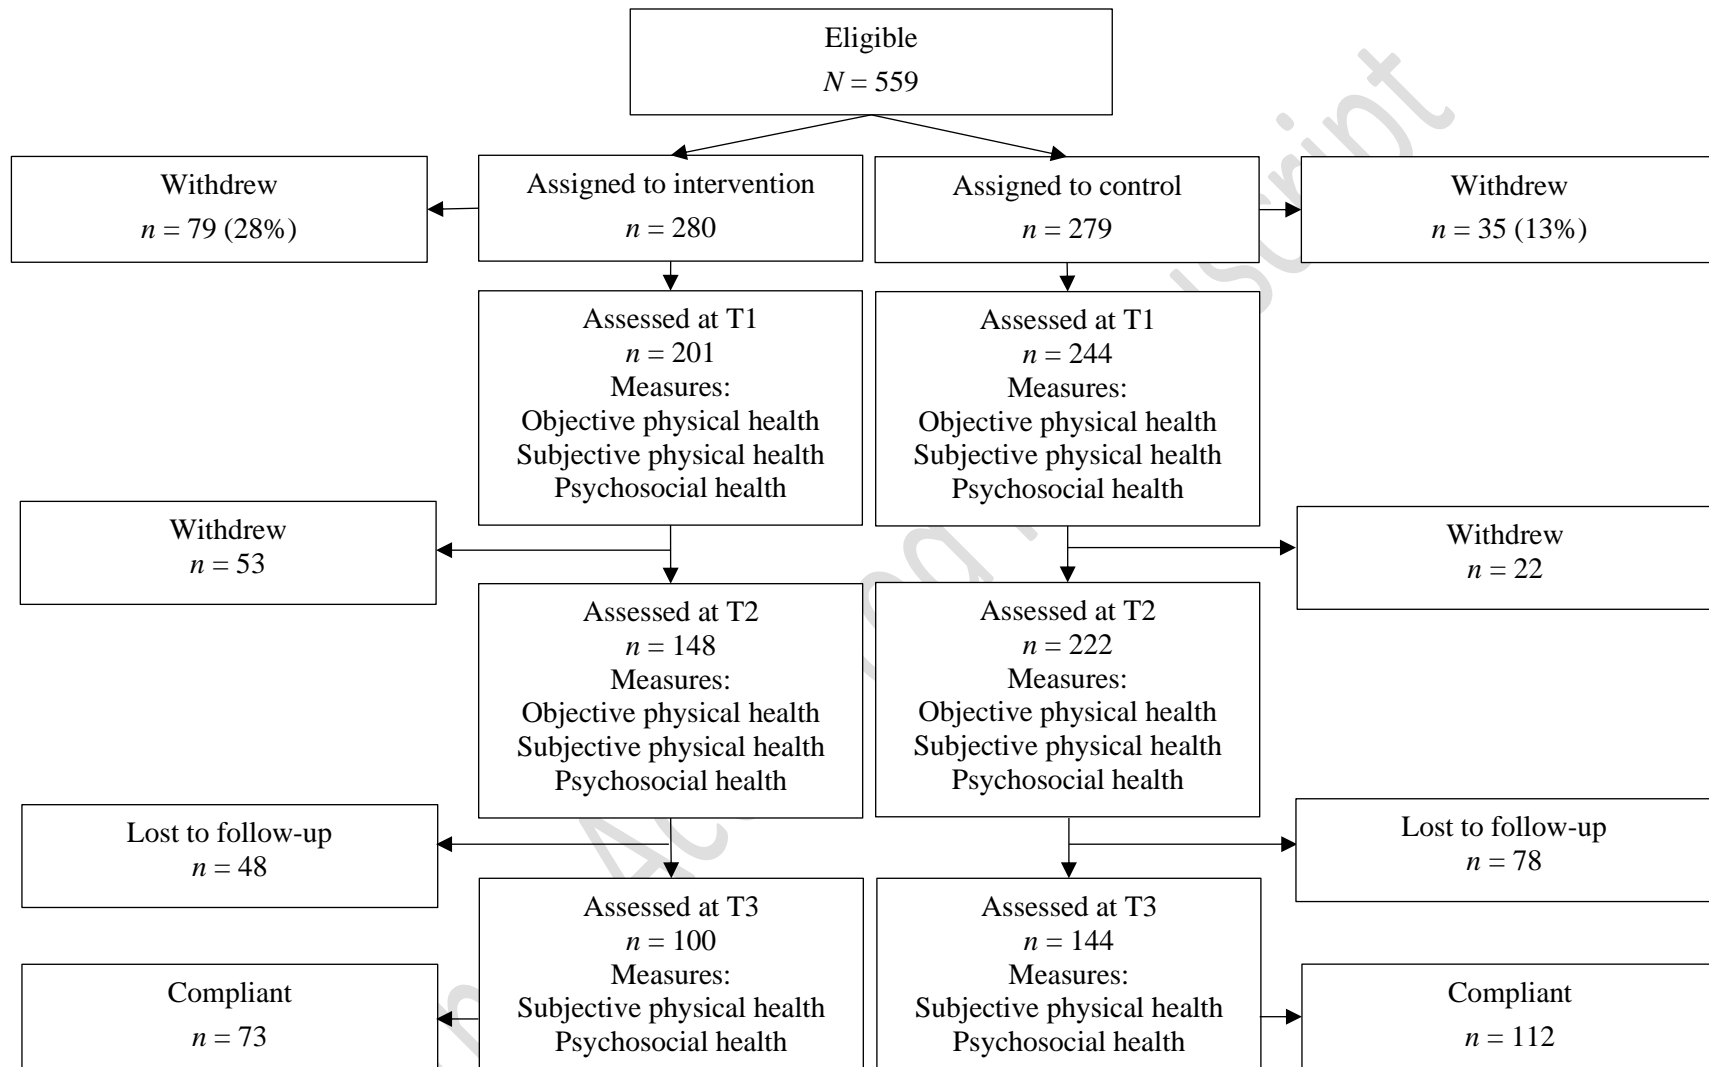 Eligible
N = 559
Withdrew
n = 79 (28%)
Assigned to intervention
n = 280
Assigned to control
n = 279
Withdrew
n = 35 (13%)
Assessed at T1
n = 201
Measures:
Objective physical health
Subjective physical health
Psychosocial health
Assessed at T1
n = 244
Measures:
Objective physical health
Subjective physical health
Psychosocial health
Withdrew
n = 53
Withdrew
n = 22
Assessed at T2
n = 148
Measures:
Objective physical health
Subjective physical health
Psychosocial health
Assessed at T2
n = 222
Measures:
Objective physical health
Subjective physical health
Psychosocial health
Lost to follow-up
n = 48
Lost to follow-up
n = 78
Assessed at T3
n = 100
Measures:
Subjective physical health
Psychosocial health
Assessed at T3
n = 144
Measures:
Subjective physical health
Psychosocial health
Compliant
n = 73
Compliant
n = 112